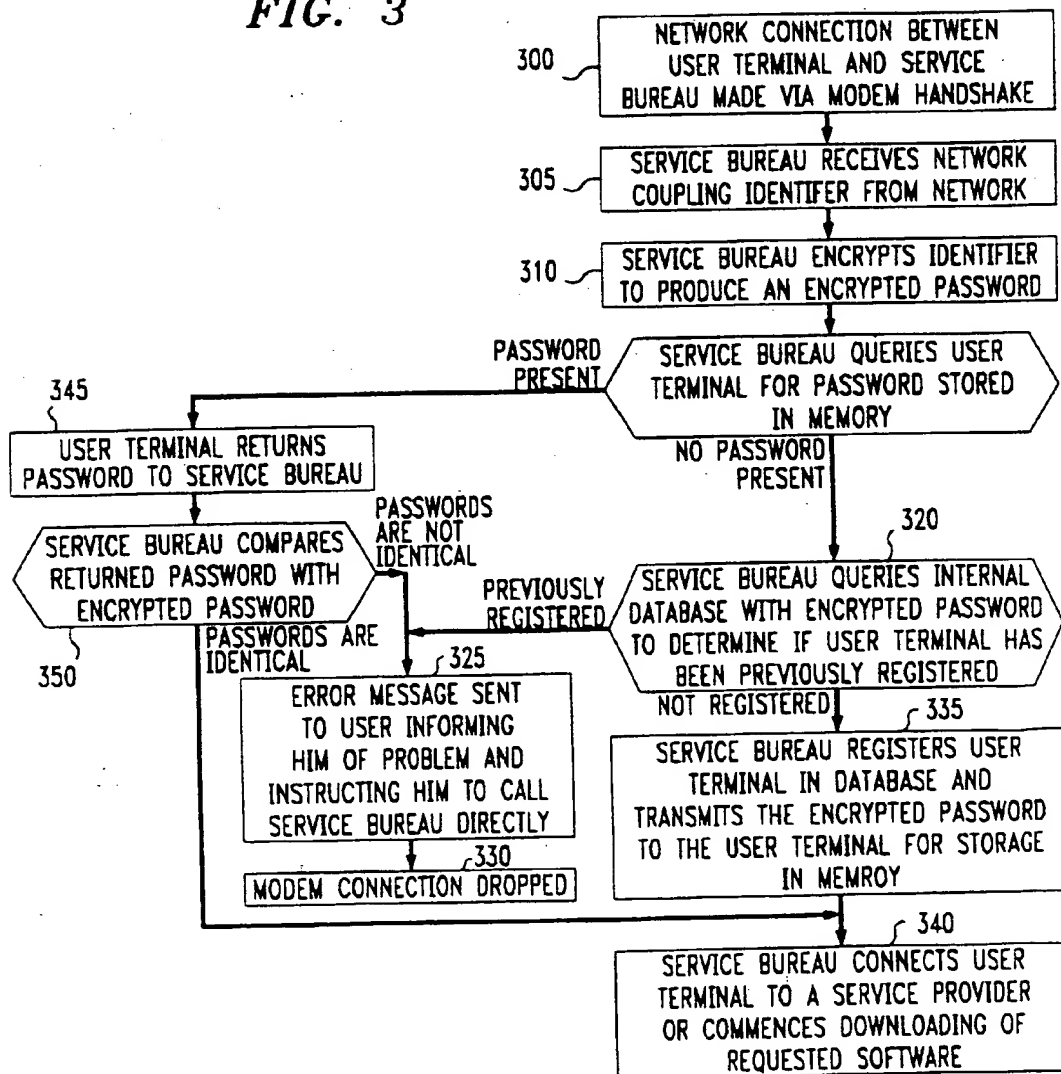 FIG. 3
300
NETWORK CONNECTION BETWEEN
USER TERMINAL AND SERVICE
BUREAU MADE VIA MODEM HANDSHAKE
305
SERVICE BUREAU RECEIVES NETWORK
COUPLING IDENTIFER FROM NETWORK
310
SERVICE BUREAU ENCRYPTS IDENTIFIER
TO PRODUCE AN ENCRYPTED PASSWORD
SERVICE BUREAU QUERIES USER
TERMINAL FOR PASSWORD STORED
IN MEMORY
PASSWORD
PRESENT
NO PASSWORD
PRESENT
345
USER TERMINAL RETURNS
PASSWORD TO SERVICE BUREAU
SERVICE BUREAU COMPARES
RETURNED PASSWORD WITH
ENCRYPTED PASSWORD
350
PASSWORDS
ARE NOT
IDENTICAL
PASSWORDS ARE
IDENTICAL
320
SERVICE BUREAU QUERIES INTERNAL
DATABASE WITH ENCRYPTED PASSWORD
TO DETERMINE IF USER TERMINAL HAS
BEEN PREVIOUSLY REGISTERED
PREVIOUSLY
REGISTERED
NOT REGISTERED
325
ERROR MESSAGE SENT
TO USER INFORMING
HIM OF PROBLEM AND
INSTRUCTING HIM TO CALL
SERVICE BUREAU DIRECTLY
330
MODEM CONNECTION DROPPED
335
SERVICE BUREAU REGISTERS USER
TERMINAL IN DATABASE AND
TRANSMITS THE ENCRYPTED PASSWORD
TO THE USER TERMINAL FOR STORAGE
IN MEMROY
340
SERVICE BUREAU CONNECTS USER
TERMINAL TO A SERVICE PROVIDER
OR COMMENCES DOWNLOADING OF
REQUESTED SOFTWARE